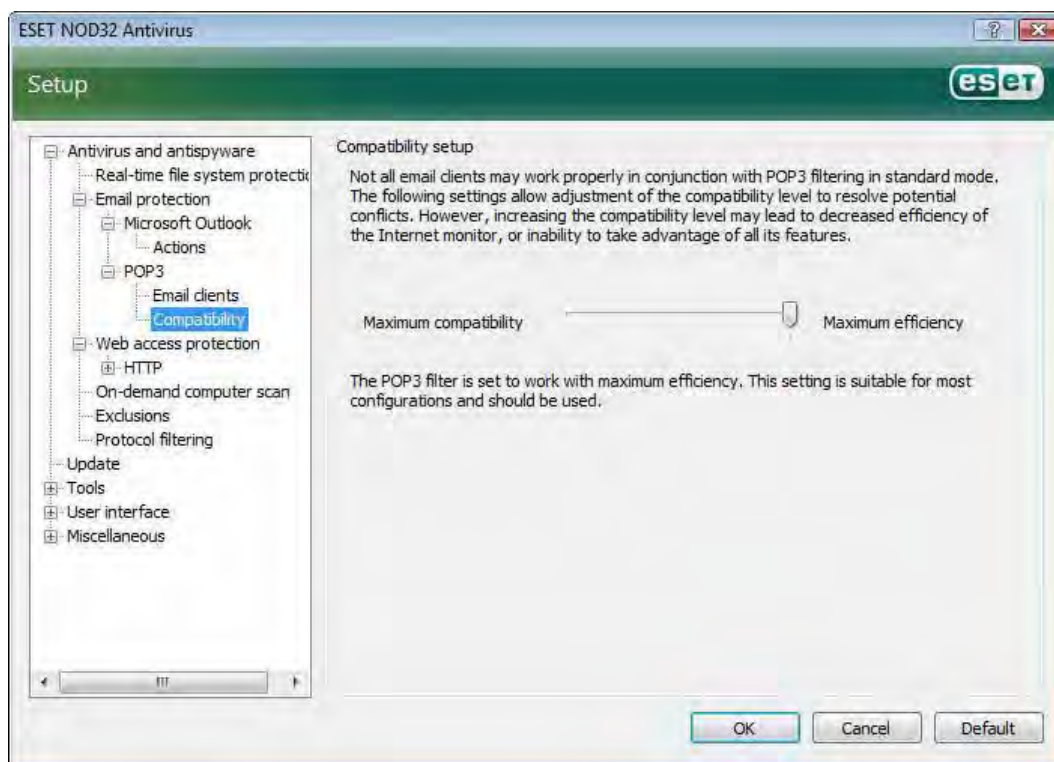 ESET NOD32 Antivirus
Setup
eset
Antivirus and antispyware
Real-time file system protectio
Email protection
Microsoft Outlook
Actions
POP3
Email clients
Compatibility
Web access protection
HTTP
On-demand computer scan
Exclusions
Protocol filtering
Update
Tools
User interface
Miscellaneous
Compatibility setup
Not all email clients may work properly in conjunction with POP3 filtering in standard mode.
The following settings allow adjustment of the compatibility level to resolve potential
conflicts. However, increasing the compatibility level may lead to decreased efficiency of
the Internet monitor, or inability to take advantage of all its features.
Maximum compatibility
Maximum efficiency
The POP3 filter is set to work with maximum efficiency. This setting is suitable for most
configurations and should be used.
OK
Cancel
Default